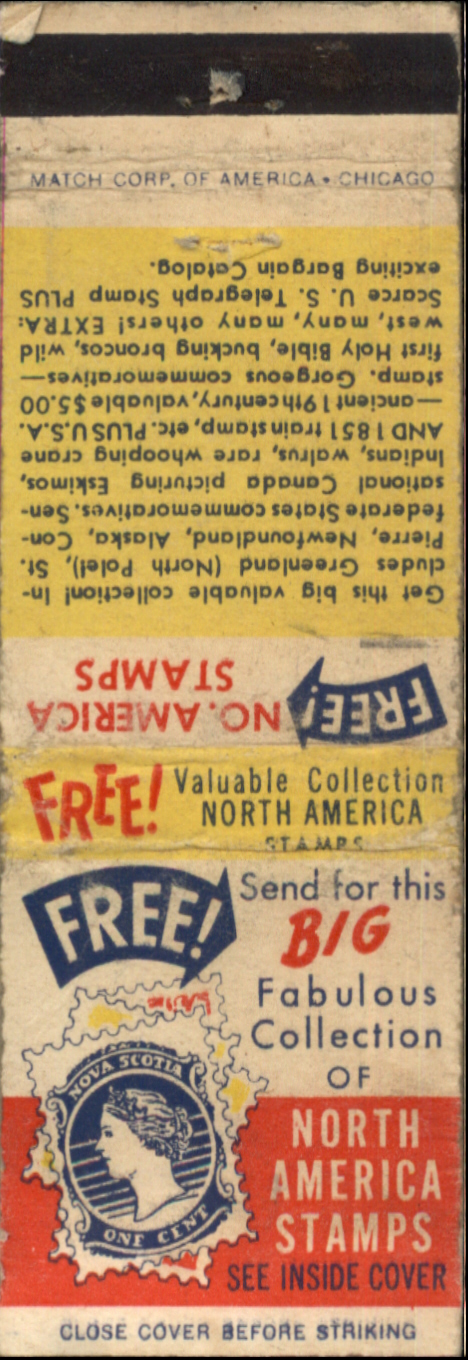 MATCH CORP. OF AMERICA • CHICAGO
FREE!
NO. AMERICA
STAMPS
Get this big valuable collection! In-
cludes Greenland (North Pole!), St.
Pierre, Newfoundland, Alaska, Con-
federate States commemoratives. Sen-
sational Canada picturing Eskimos,
Indians, walrus, rare whooping crane
AND 1851 train stamp, etc. PLUS U.S.A.
—ancient 19th century, valuable $5.00
stamp. Gorgeous commemoratives—
first Holy Bible, bucking broncos, wild
west, many, many others! EXTRA:
Scarce U. S. Telegraph Stamp PLUS
exciting Bargain Catalog.
FREE!
Valuable Collection
NORTH AMERICA
STAMPS
FREE!
Send for this
BIG
Fabulous
Collection
OF
NORTH
AMERICA
STAMPS
SEE INSIDE COVER
NOVA SCOTIA
ONE CENT
CLOSE COVER BEFORE STRIKING